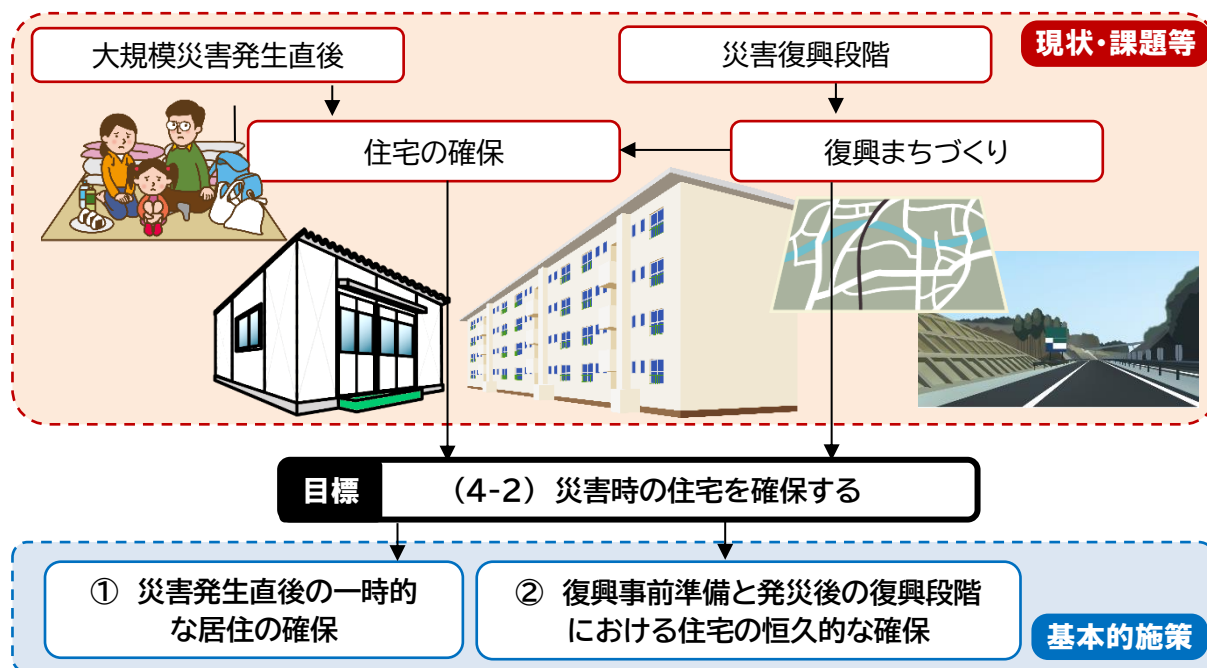 大規模災害発生直後
災害復興段階
現状・課題等
住宅の確保
復興まちづくり
目標
（4-2） 災害時の住宅を確保する
① 災害発生直後の一時的
な居住の確保
② 復興事前準備と発災後の復興段階
における住宅の恒久的な確保
基本的施策